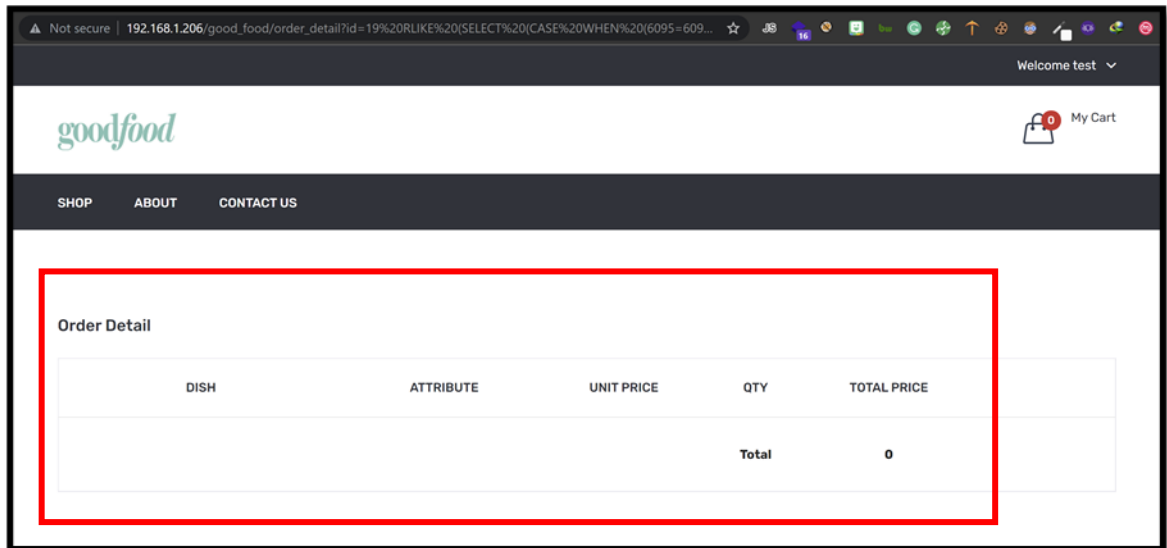 Not secure | 192.168.1.206/good_food/order_detail?id=19%20RLIKE%20(SELECT%20(CASE%20WHEN%20(6095=609...
16
Welcome test
goodfood
0 My Cart
SHOP ABOUT CONTACT US
Order Detail
DISH ATTRIBUTE UNIT PRICE QTY TOTAL PRICE
Total 0